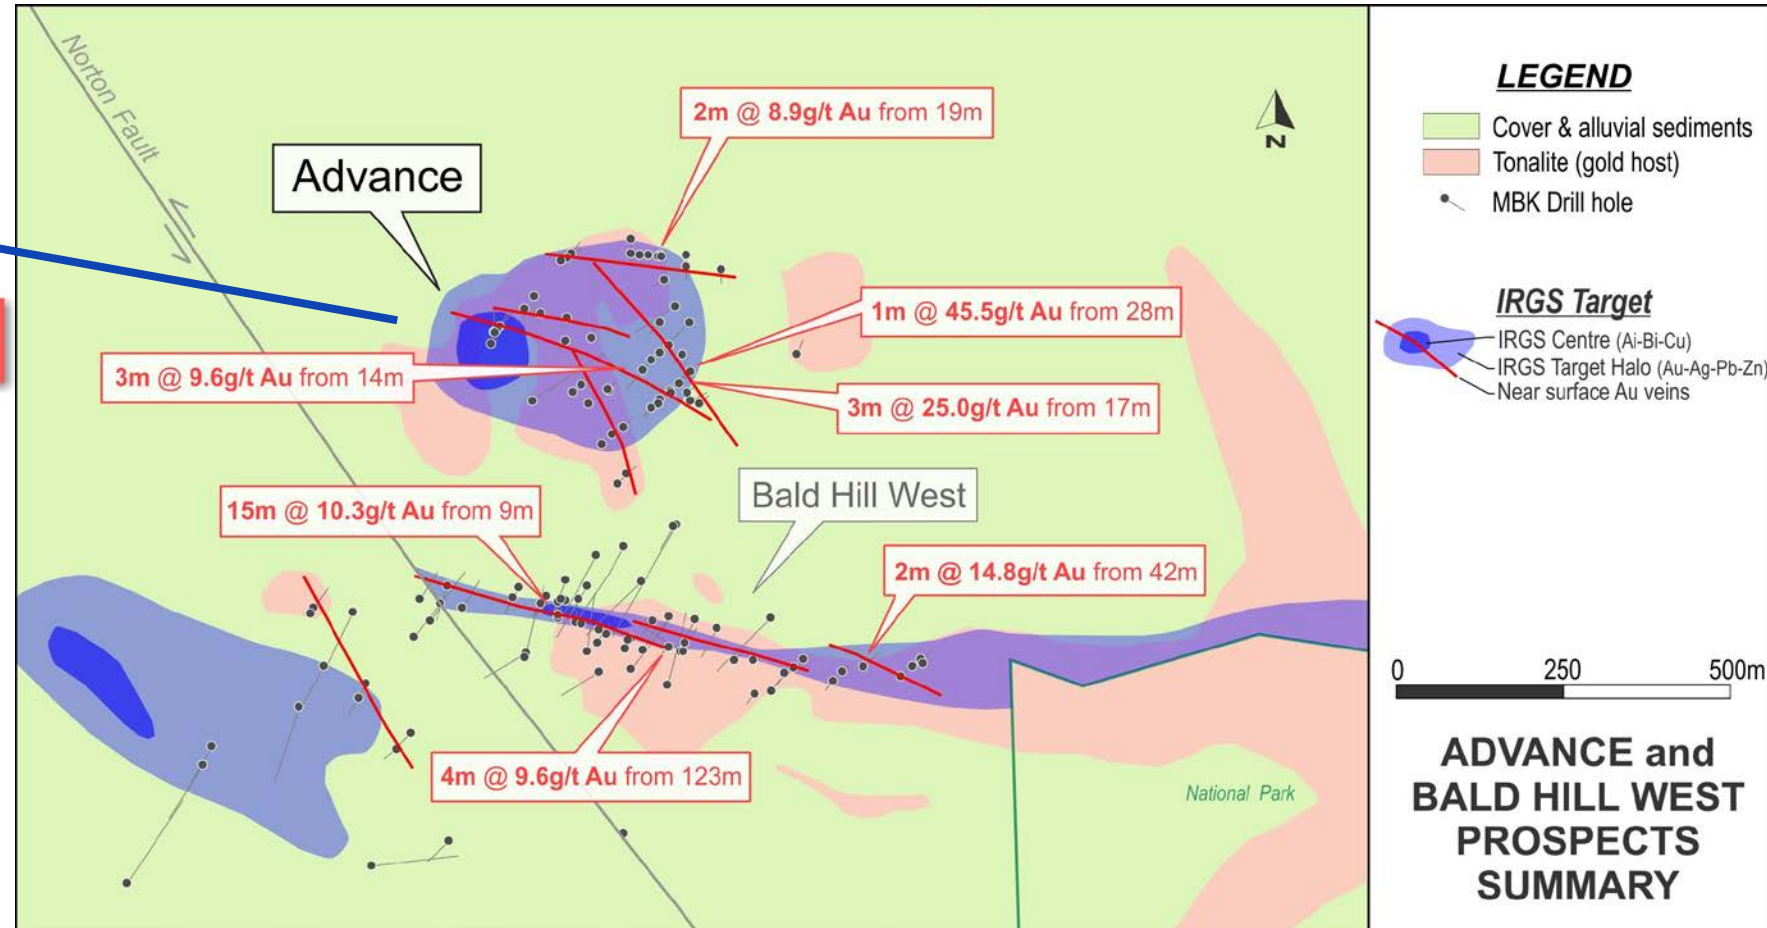 Norton Fault
2m @ 8.9g/t Au from 19m
Advance
N
1m @ 45.5g/t Au from 28m
3m @ 9.6g/t Au from 14m
3m @ 25.0g/t Au from 17m
Bald Hill West
15m @ 10.3g/t Au from 9m
2m @ 14.8g/t Au from 42m
4m @ 9.6g/t Au from 123m
National Park
LEGEND
Cover & alluvial sediments
Tonalite (gold host)
MBK Drill hole
IRGS Target
IRGS Centre (Ai-Bi-Cu)
IRGS Target Halo (Au-Ag-Pb-Zn)
Near surface Au veins
0 250 500m
ADVANCE and
BALD HILL WEST
PROSPECTS
SUMMARY